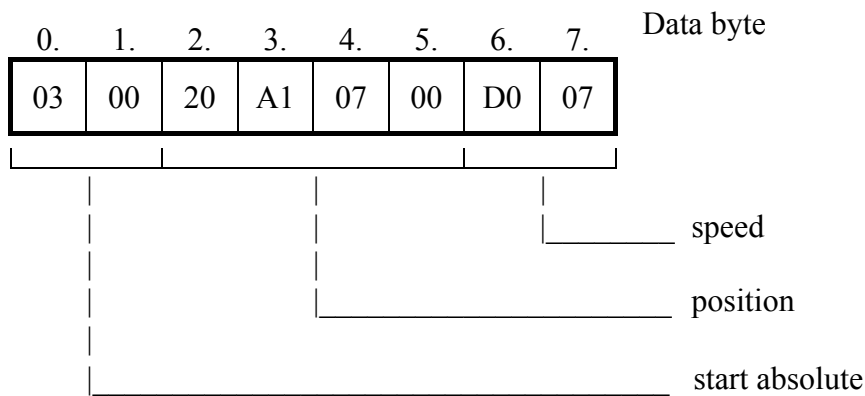 Data byte
0. 1. 2. 3. 4. 5. 6. 7.
03 00 20 A1 07 00 D0 07
speed
position
start absolute